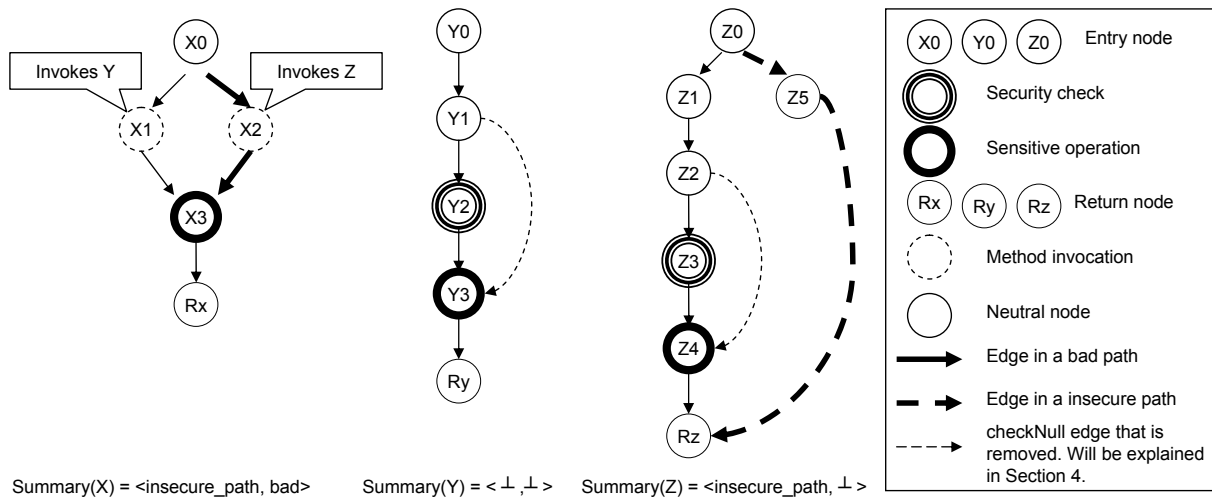 X0
Invokes Y
Invokes Z
X1
X2
X3
Rx
Summary(X) = <insecure_path, bad>
Y0
Y1
Y2
Y3
Ry
Summary(Y) = < ⊥ ,⊥ >
Z0
Z1
Z5
Z2
Z3
Z4
Rz
Summary(Z) = <insecure_path, ⊥ >
X0 Y0 Z0 Entry node
Security check
Sensitive operation
Rx Ry Rz Return node
Method invocation
Neutral node
Edge in a bad path
Edge in a insecure path
checkNull edge that is
removed. Will be explained
in Section 4.